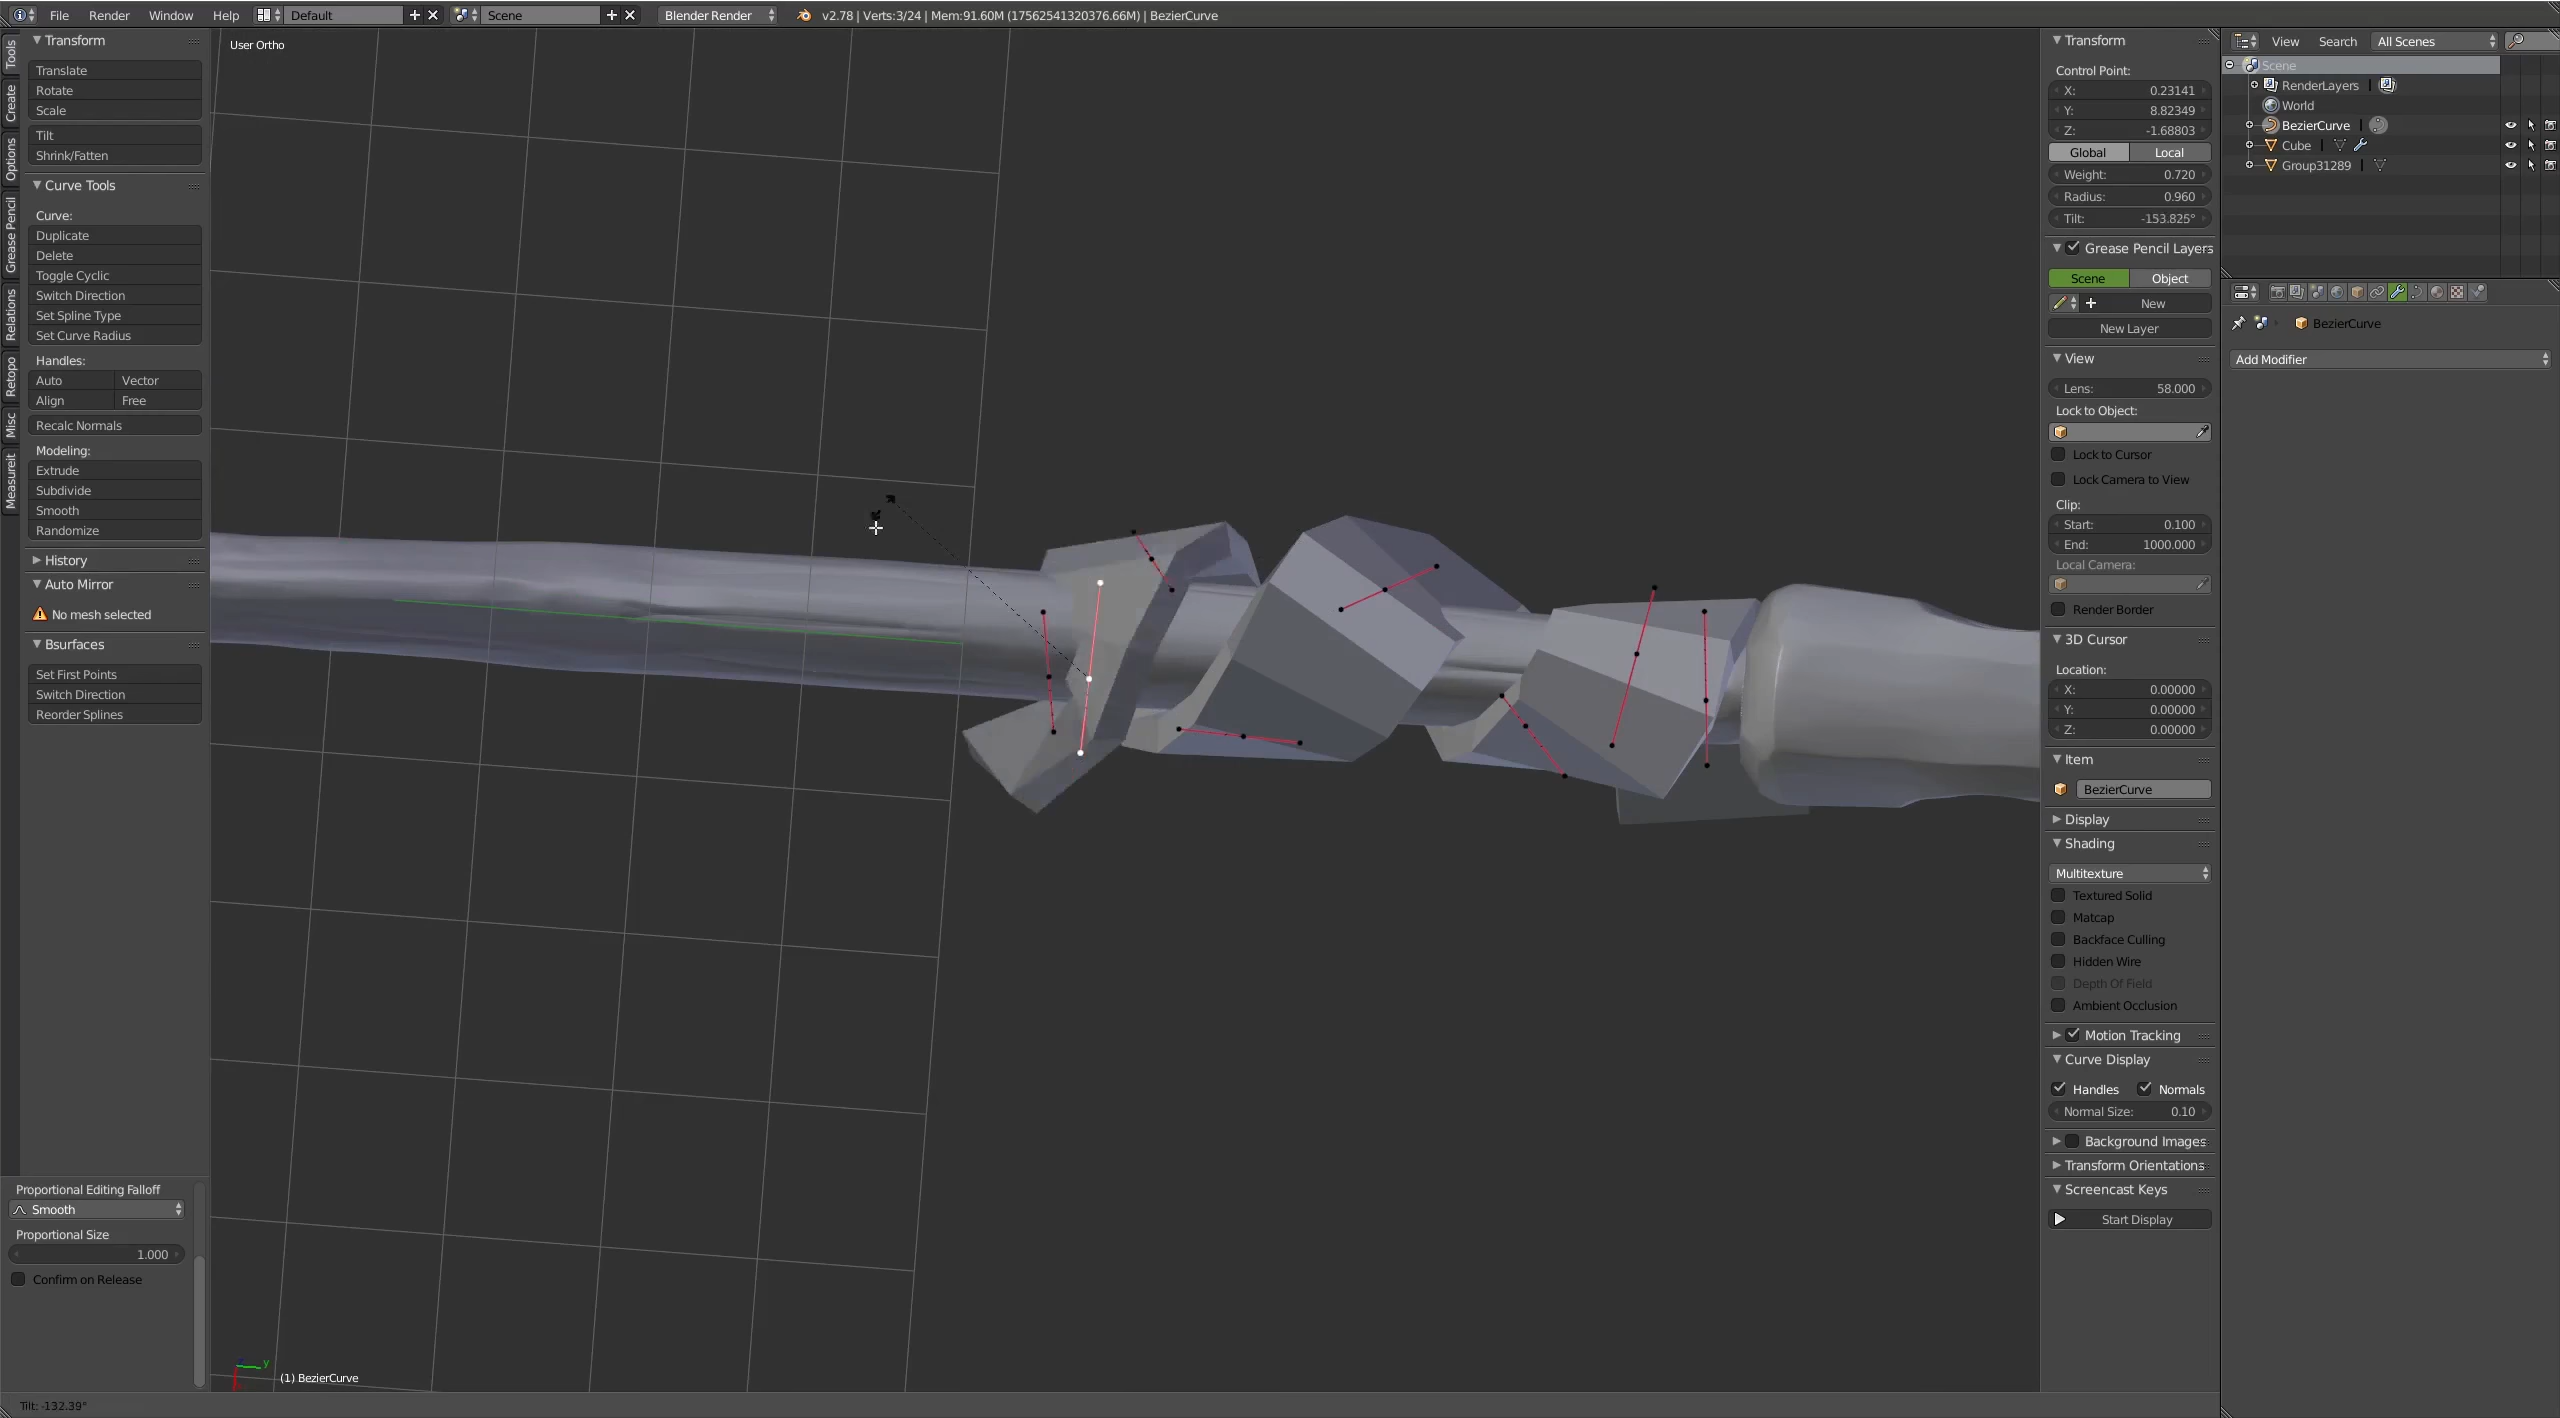 File Render Window Help Default Scene Blender Render v2.78 | Verts:3/24 | Mem:91.60M (17562541320376.66M) | BezierCurve
Tools
Create
Options
Grease Pencil
Relations
Retopo
Misc
Measureit
Transform
Translate
Rotate
Scale
Tilt
Shrink/Fatten
Curve Tools
Curve:
Duplicate
Delete
Toggle Cyclic
Switch Direction
Set Spline Type
Set Curve Radius
Handles:
Auto Vector
Align Free
Recalc Normals
Modeling:
Extrude
Subdivide
Smooth
Randomize
History
Auto Mirror
No mesh selected
Bsurfaces
Set First Points
Switch Direction
Reorder Splines
Proportional Editing Falloff
Smooth
Proportional Size
1.000
Confirm on Release
Tilt: -132.39°
User Ortho
y
(1) BezierCurve
Transform
Control Point:
X: 0.23141
Y: 8.82349
Z: -1.68803
Global Local
Weight: 0.720
Radius: 0.960
Tilt: -153.825°
Grease Pencil Layers
Scene Object
New
New Layer
View
Lens: 58.000
Lock to Object:
Lock to Cursor
Lock Camera to View
Clip:
Start: 0.100
End: 1000.000
Local Camera:
Render Border
3D Cursor
Location:
X: 0.00000
Y: 0.00000
Z: 0.00000
Item
BezierCurve
Display
Shading
Multitexture
Textured Solid
Matcap
Backface Culling
Hidden Wire
Depth Of Field
Ambient Occlusion
Motion Tracking
Curve Display
Handles Normals
Normal Size: 0.10
Background Images
Transform Orientations
Screencast Keys
Start Display
View Search All Scenes
Scene
RenderLayers
World
BezierCurve
Cube
Group31289
BezierCurve
Add Modifier